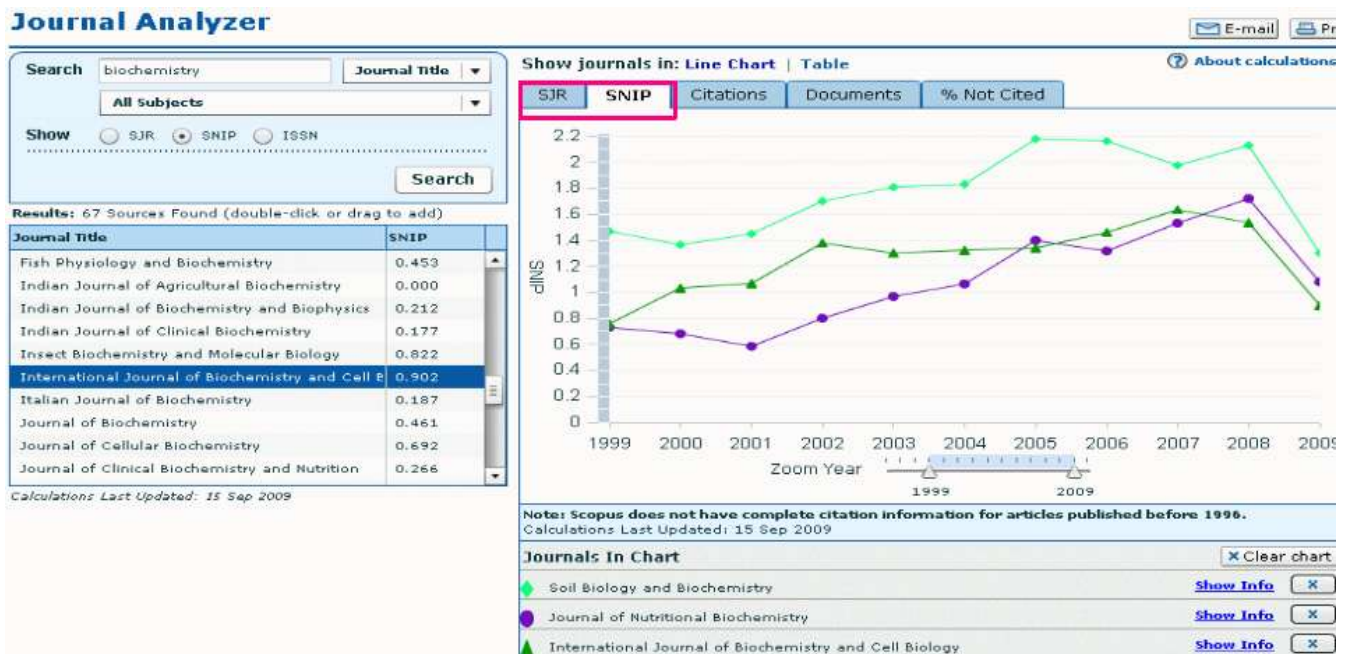 Journal Analyzer
E-mail Pr
Search biochemistry Journal Title
All Subjects
Show SJR SNIP ISSN
Search
Results: 67 Sources Found (double-click or drag to add)
Journal Title SNIP
Fish Physiology and Biochemistry 0.453
Indian Journal of Agricultural Biochemistry 0.000
Indian Journal of Biochemistry and Biophysics 0.212
Indian Journal of Clinical Biochemistry 0.177
Insect Biochemistry and Molecular Biology 0.822
International Journal of Biochemistry and Cell B 0.902
Italian Journal of Biochemistry 0.187
Journal of Biochemistry 0.461
Journal of Cellular Biochemistry 0.692
Journal of Clinical Biochemistry and Nutrition 0.266
Calculations Last Updated: 15 Sep 2009
Show journals in: Line Chart | Table
? About calculations
SJR SNIP Citations Documents % Not Cited
2.2
2
1.8
1.6
1.4
1.2
1
0.8
0.6
0.4
0.2
0
SNIP
1999 2000 2001 2002 2003 2004 2005 2006 2007 2008 2009
Zoom Year
1999 2009
Note: Scopus does not have complete citation information for articles published before 1996.
Calculations Last Updated: 15 Sep 2009
Journals In Chart × Clear chart
Soil Biology and Biochemistry Show Info ×
Journal of Nutritional Biochemistry Show Info ×
International Journal of Biochemistry and Cell Biology Show Info ×